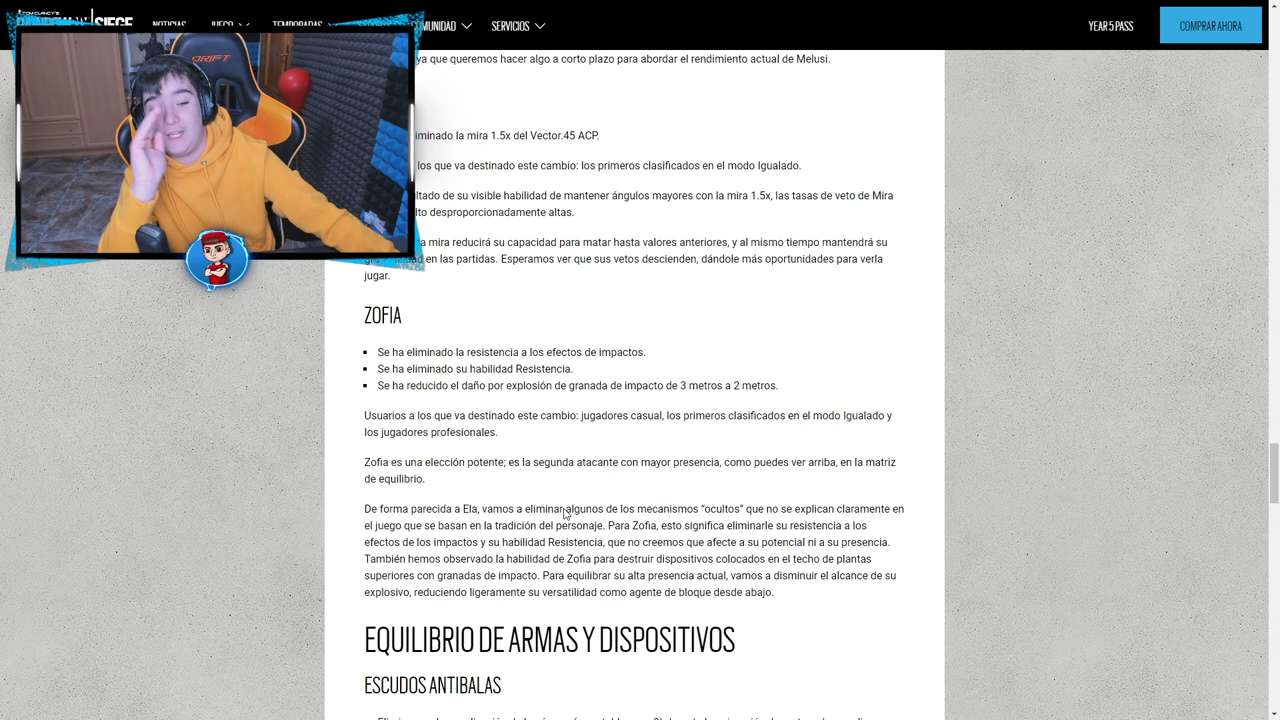 TOM CLANCY'S
SIEGE
NOTICIAS
JUEGO
TEMPORADAS
SERVICIOS
YEAR 5 PASS
COMPRAR AHORA
ya que queremos hacer algo a corto plazo para abordar el rendimiento actual de Melusi.
DRIFT
la mira 1.5x del Vector.45 ACP.
los que va destinado este cambio: los primeros clasificados en el modo Igualado.
de su visible habilidad de mantener ángulos mayores con la mira 1.5x, las tasas de veto de Mira
desproporcionadamente altas.
mira reducirá su capacidad para matar hasta valores anteriores, y al mismo tiempo mantendrá su
en las partidas. Esperamos ver que sus vetos descienden, dándole más oportunidades para verla
jugar.
ZOFIA
▪ Se ha eliminado la resistencia a los efectos de impactos.
▪ Se ha eliminado su habilidad Resistencia.
▪ Se ha reducido el daño por explosión de granada de impacto de 3 metros a 2 metros.
Usuarios a los que va destinado este cambio: jugadores casual, los primeros clasificados en el modo Igualado y
los jugadores profesionales.
Zofia es una elección potente; es la segunda atacante con mayor presencia, como puedes ver arriba, en la matriz
de equilibrio.
De forma parecida a Ela, vamos a eliminar algunos de los mecanismos “ocultos” que no se explican claramente en
el juego que se basan en la tradición del personaje. Para Zofia, esto significa eliminarle su resistencia a los
efectos de los impactos y su habilidad Resistencia, que no creemos que afecte a su potencial ni a su presencia.
También hemos observado la habilidad de Zofia para destruir dispositivos colocados en el techo de plantas
superiores con granadas de impacto. Para equilibrar su alta presencia actual, vamos a disminuir el alcance de su
explosivo, reduciendo ligeramente su versatilidad como agente de bloque desde abajo.
EQUILIBRIO DE ARMAS Y DISPOSITIVOS
ESCUDOS ANTIBALAS